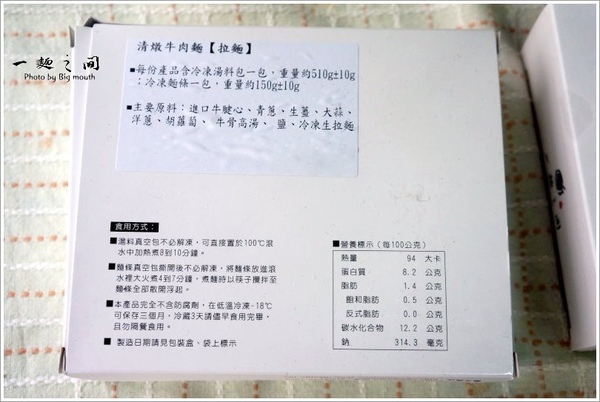 一麵之間
Photo by Big mouth
清燉牛肉麵【拉麵】
■每份產品含冷凍湯料包一包，重量約510g±10g
；冷凍麵條一包，重量約150g±10g
■主要原料：進口牛腱心、青蔥、生薑、大蒜、
洋蔥、胡蘿蔔、牛骨高湯、鹽、冷凍生拉麵
食用方式：
■湯料真空包不必解凍，可直接置於100℃滾
水中加熱煮8到10分鐘。
■麵條真空包撕開後不必解凍，將麵條放進滾
水裡大火煮4到7分鐘，煮麵時以筷子攪拌至
麵條全部散開浮起。
■本產品完全不含防腐劑，在低溫冷凍-18℃
可保存三個月，冷藏3天請儘早食用完畢，
且勿隔餐食用。
■ 製造日期請見包裝盒、袋上標示
■營養標示（每100公克）
熱量 94 大卡
蛋白質 8.2 公克
脂肪 1.4 公克
飽和脂肪 0.5 公克
反式脂肪 0.0 公克
碳水化合物 12.2 公克
鈉 314.3 毫克